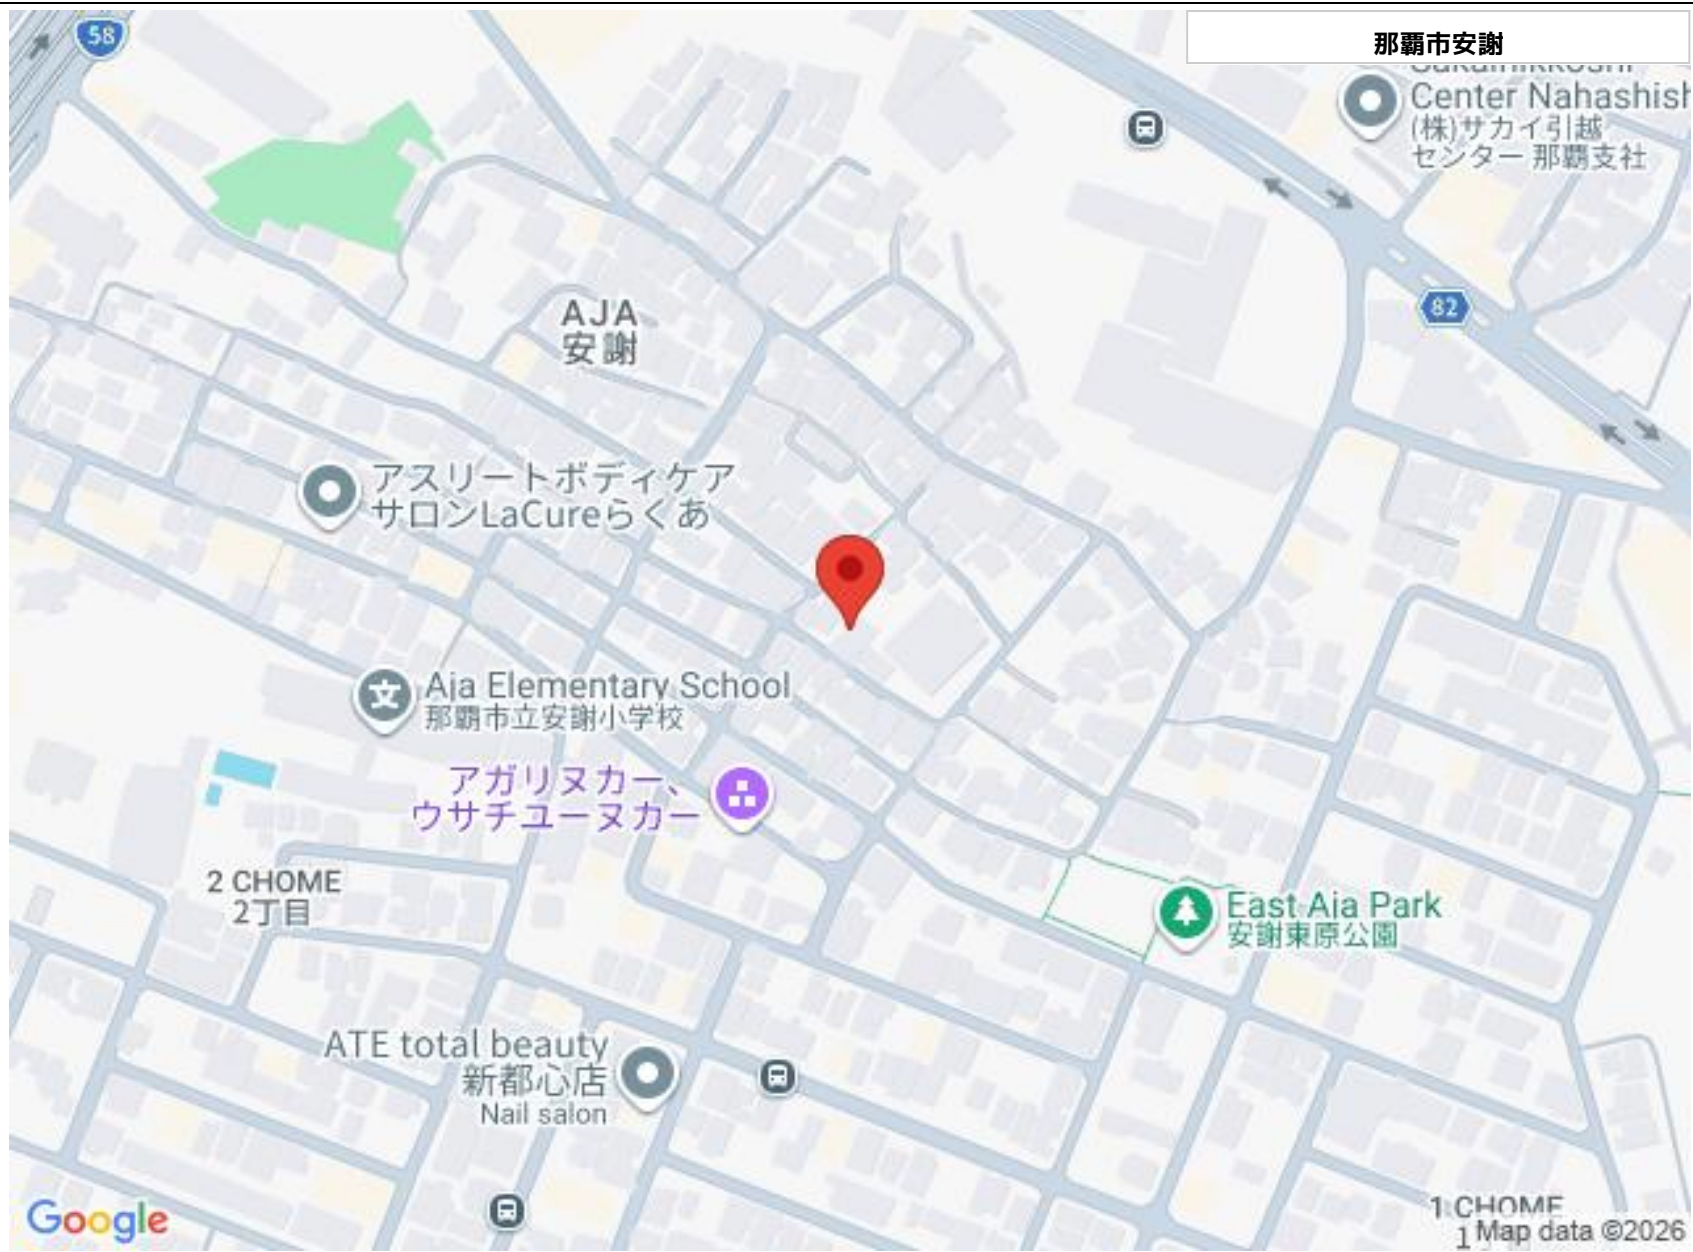 58
那覇市安謝
Center Nahashish
(株)サカイ引越
センター 那覇支社
82
AJA
安謝
アスリートボディケア
サロンLaCureらくあ
文
Aja Elementary School
那覇市立安謝小学校
アガリヌカー、
ウサチユーヌカー
2 CHOME
2丁目
East Aja Park
安謝東原公園
ATE total beauty
新都心店
Nail salon
1 CHOME
1
Google
Map data ©2026